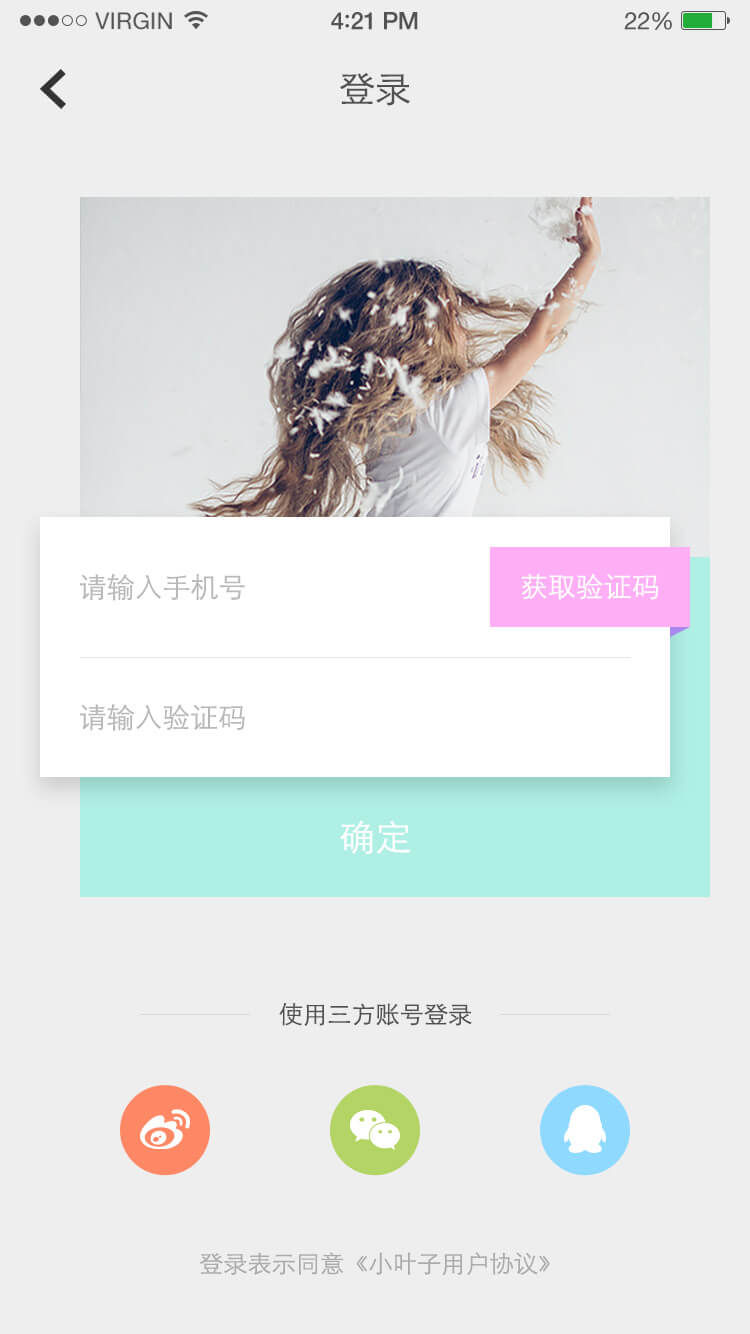 VIRGIN 4:21 PM 22%
登录
请输入手机号 获取验证码
请输入验证码
确定
使用三方账号登录
登录表示同意《小叶子用户协议》